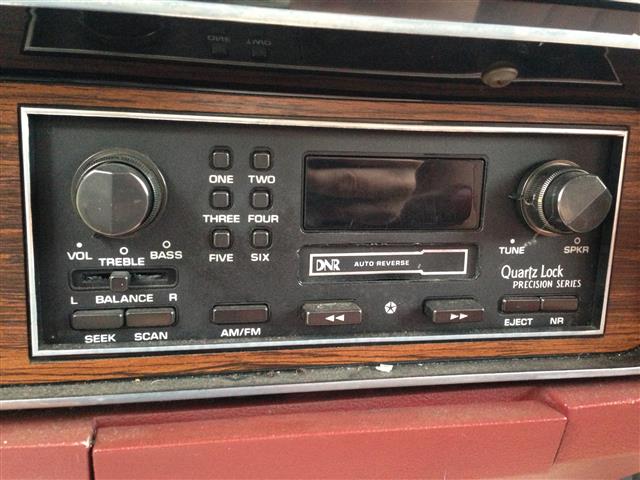 ONE TWO
THREE FOUR
FIVE SIX
VOL TREBLE BASS
L BALANCE R
SEEK SCAN
AM/FM
DNR AUTO REVERSE
TUNE SPKR
Quartz Lock
PRECISION SERIES
EJECT NR